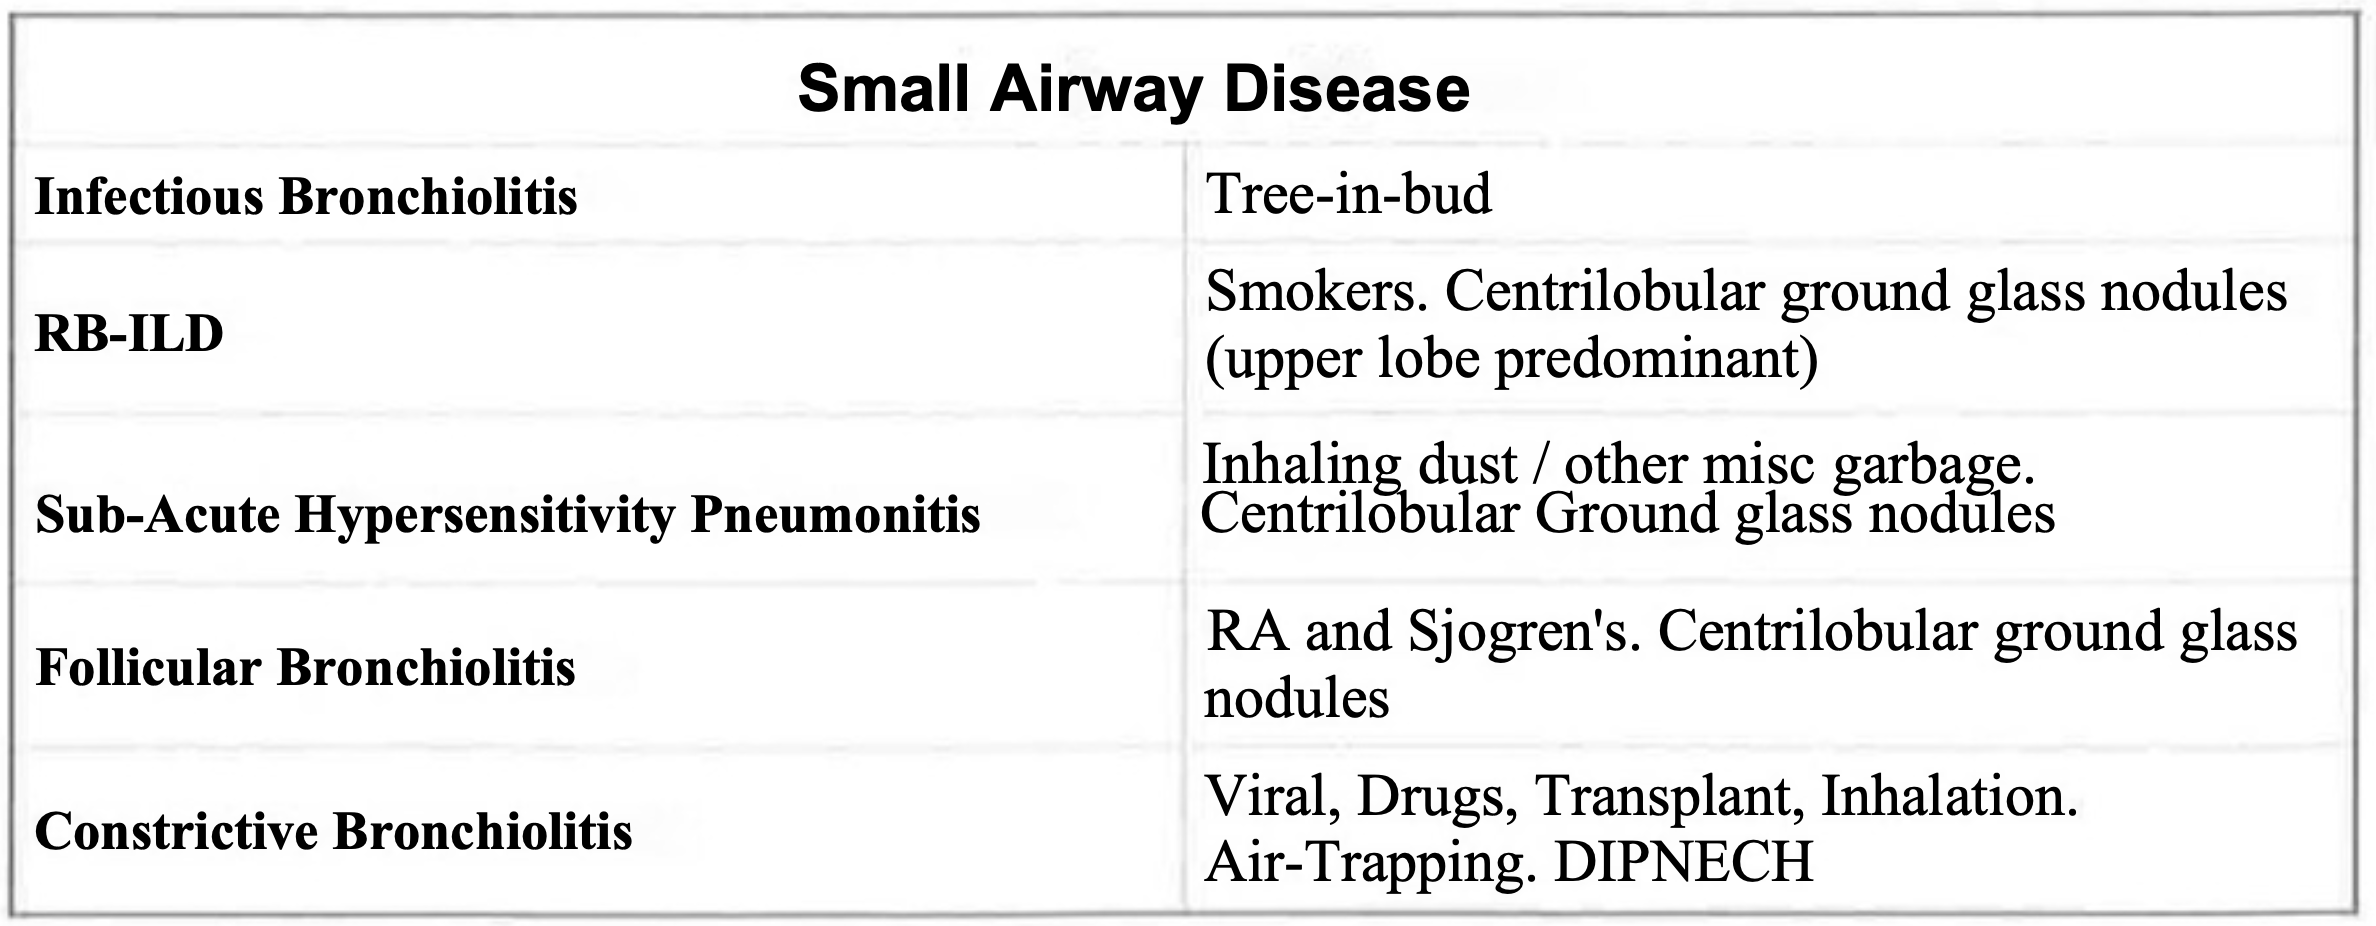 Small Airway Disease
Infectious Bronchiolitis
Tree-in-bud
RB-ILD
Smokers. Centrilobular ground glass nodules
(upper lobe predominant)
Sub-Acute Hypersensitivity Pneumonitis
Inhaling dust / other misc garbage.
Centrilobular Ground glass nodules
Follicular Bronchiolitis
RA and Sjogren's. Centrilobular ground glass
nodules
Constrictive Bronchiolitis
Viral, Drugs, Transplant, Inhalation.
Air-Trapping. DIPNECH